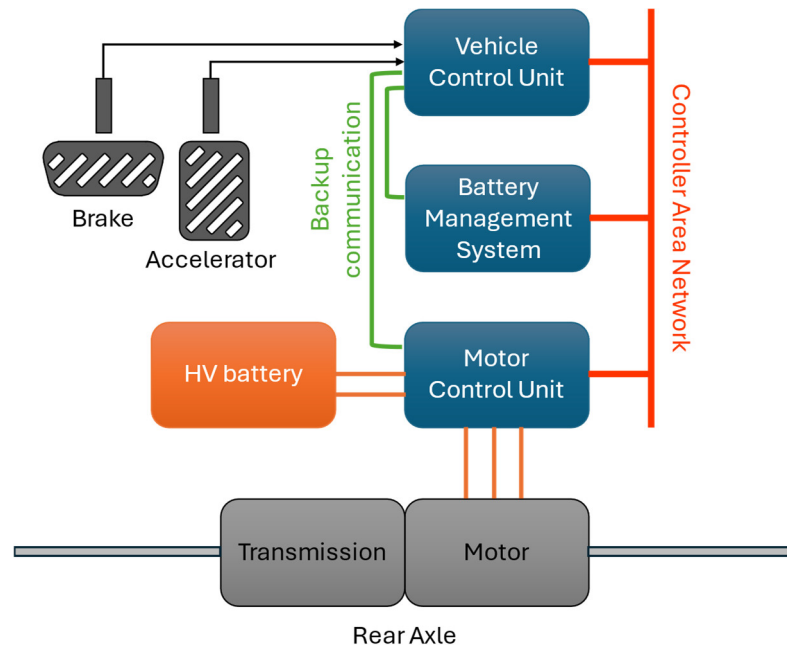 Vehicle
Control Unit
Brake
Accelerator
Backup
communication
Battery
Management
System
Controller Area Network
HV battery
Motor
Control Unit
Transmission
Motor
Rear Axle